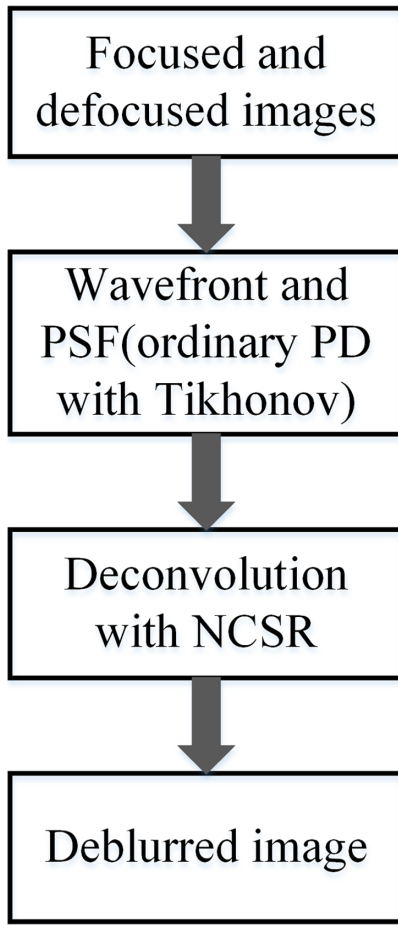 Focused and
defocused images
Wavefront and
PSF(ordinary PD
with Tikhonov)
Deconvolution
with NCSR
Deblurred image